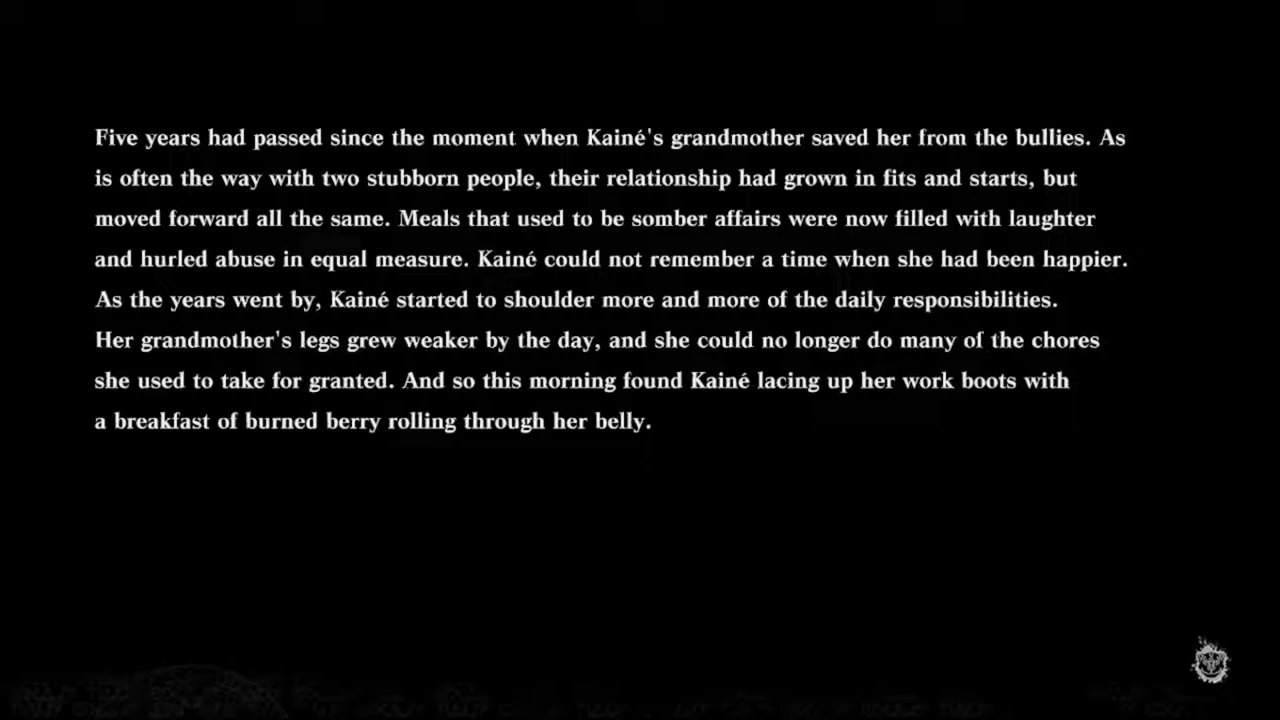 Five years had passed since the moment when Kainé's grandmother saved her from the bullies. As
is often the way with two stubborn people, their relationship had grown in fits and starts, but
moved forward all the same. Meals that used to be somber affairs were now filled with laughter
and hurled abuse in equal measure. Kainé could not remember a time when she had been happier.
As the years went by, Kainé started to shoulder more and more of the daily responsibilities.
Her grandmother's legs grew weaker by the day, and she could no longer do many of the chores
she used to take for granted. And so this morning found Kainé lacing up her work boots with
a breakfast of burned berry rolling through her belly.